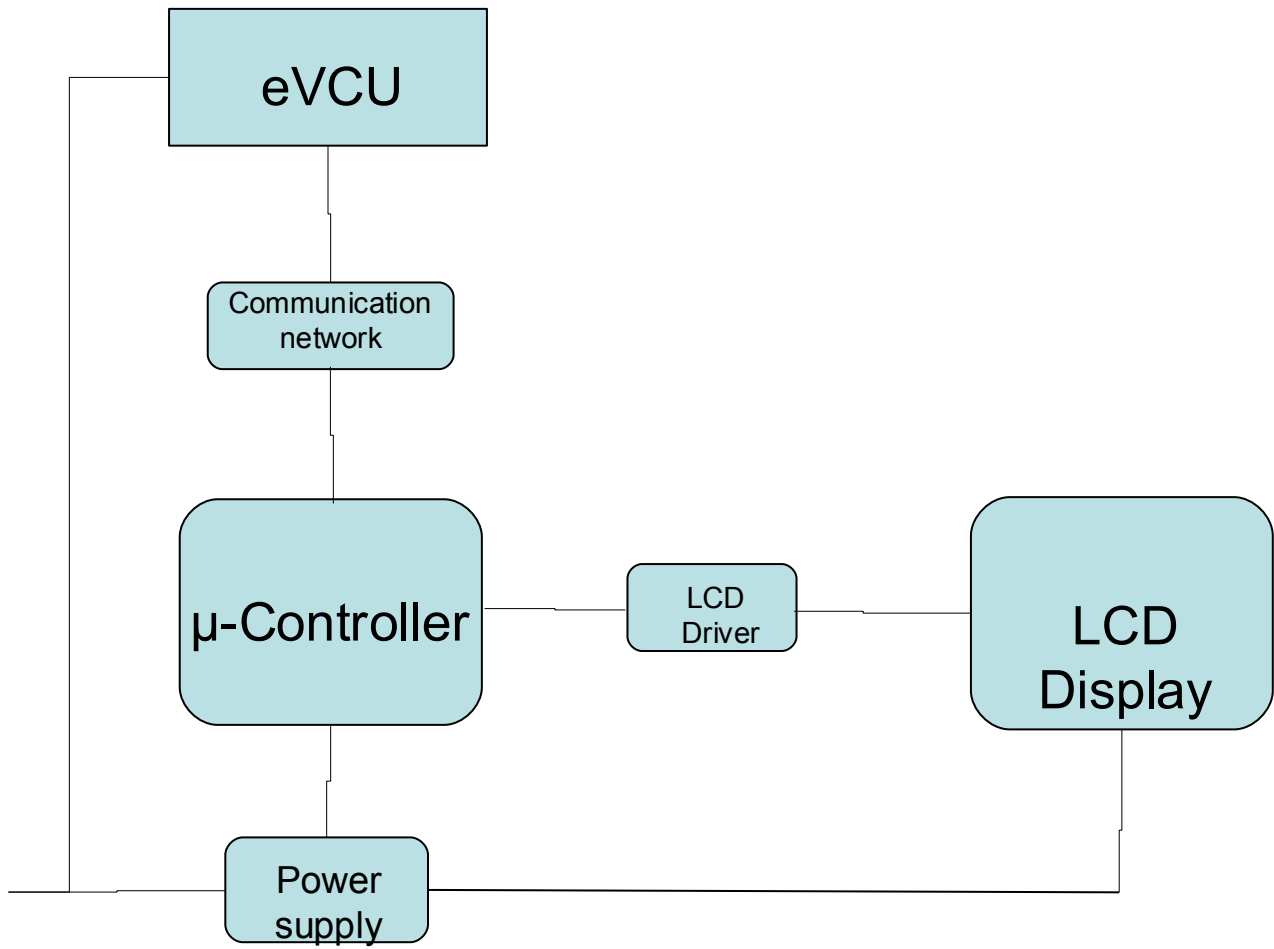 eVCU
Communication
network
µ-Controller
LCD
Driver
LCD
Display
Power
supply